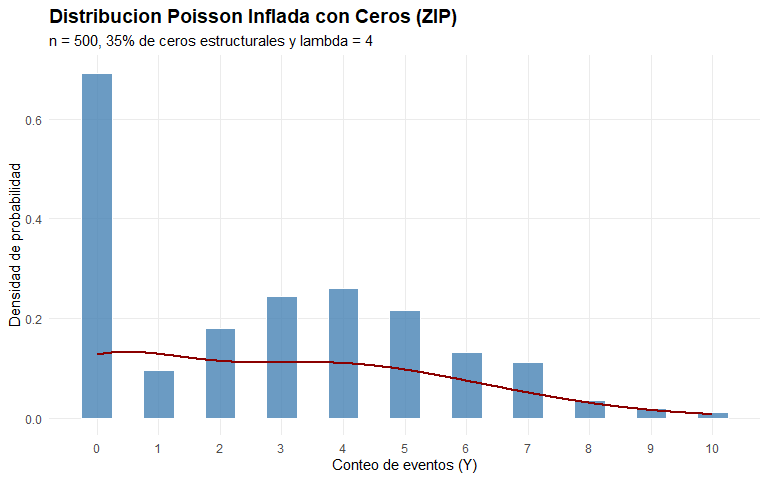 Distribucion Poisson Inflada con Ceros (ZIP)
n = 500, 35% de ceros estructurales y lambda = 4
Densidad de probabilidad
0.6
0.4
0.2
0.0
0 1 2 3 4 5 6 7 8 9 10
Conteo de eventos (Y)